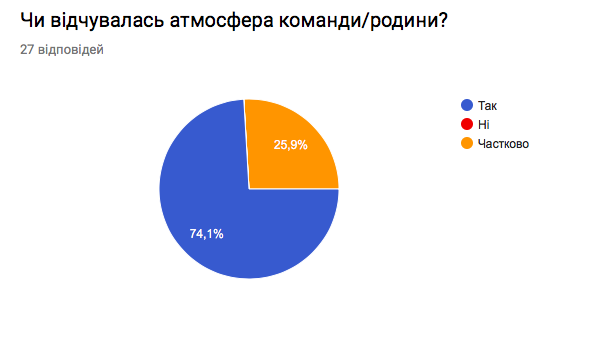 Чи відчувалась атмосфера команди/родини?
27 відповідей
Так
Ні
Частково
25,9%
74,1%